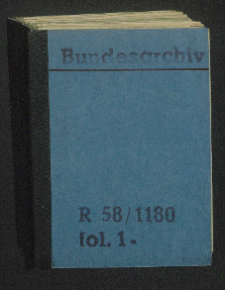 Bundesarchiv
R 58/1180
fol. 1-